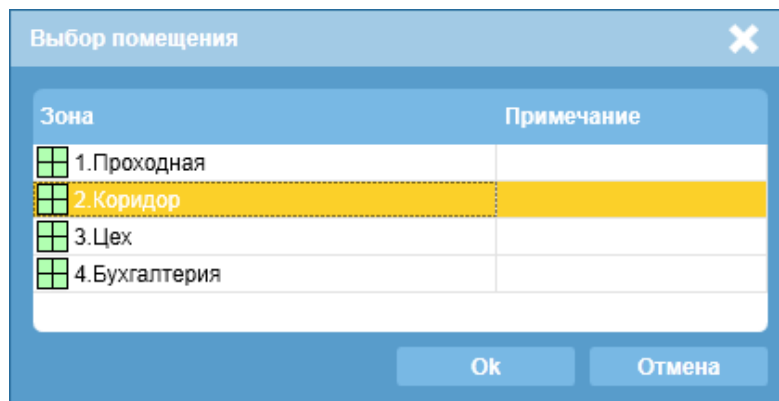 Выбор помещения
Зона Примечание
1.Проходная
2.Коридор
3.Цех
4.Бухгалтерия
Ok Отмена